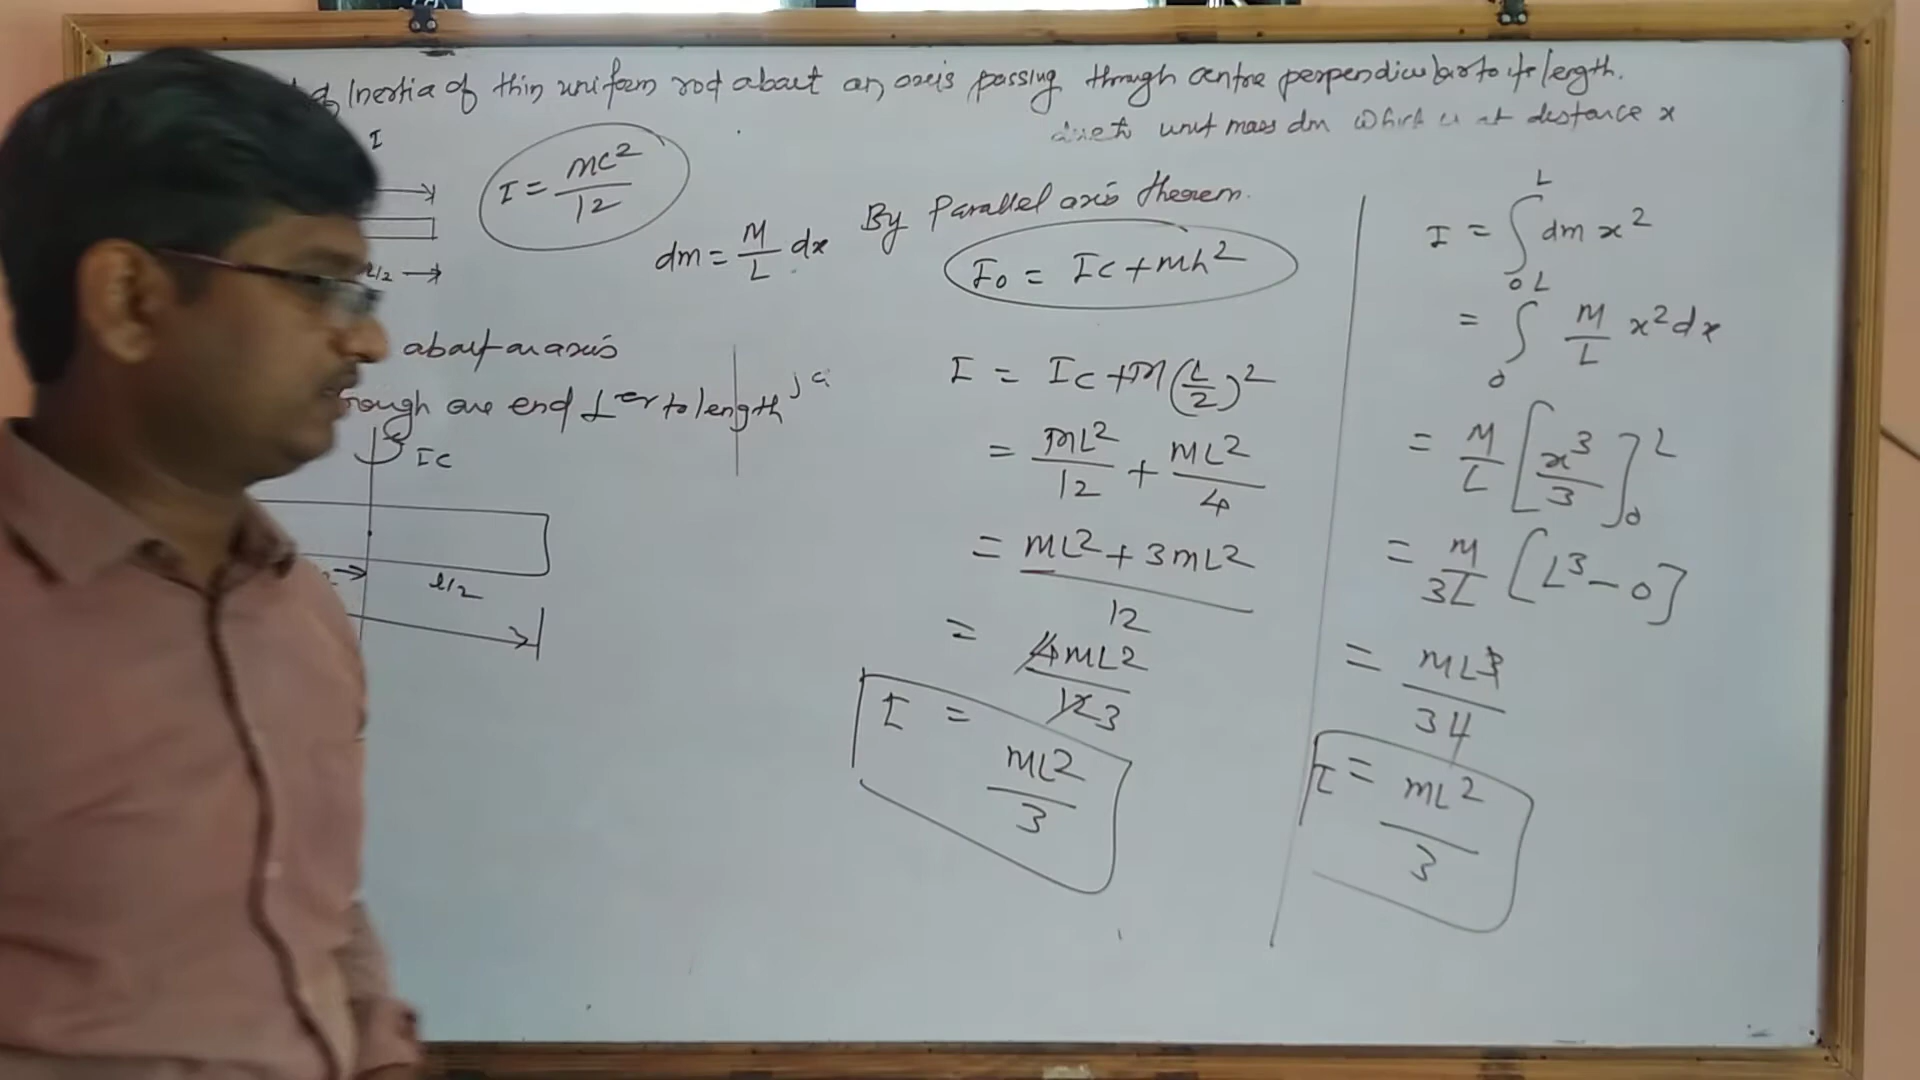 Inertia of thin uniform rod about an axis passing through centre perpendicular to its length.
unit mass dm which is at distance x
I
I = ML²/12
l/2
dm = M/L dx
about an axis
through one end ⊥er to length
Ic
l/2
By Parallel axis theorem.
I₀ = Ic + mh²
I = Ic + M(L/2)²
= ML²/12 + ML²/4
= ML² + 3ML²/12
= 4ML²/12 3
I = ML²/3
I = ∫₀ᴸ dm x²
= ∫₀ᴸ M/L x² dx
= M/L [x³/3]₀ᴸ
= M/3L [L³ - 0]
= ML³/3L
I = ML²/3